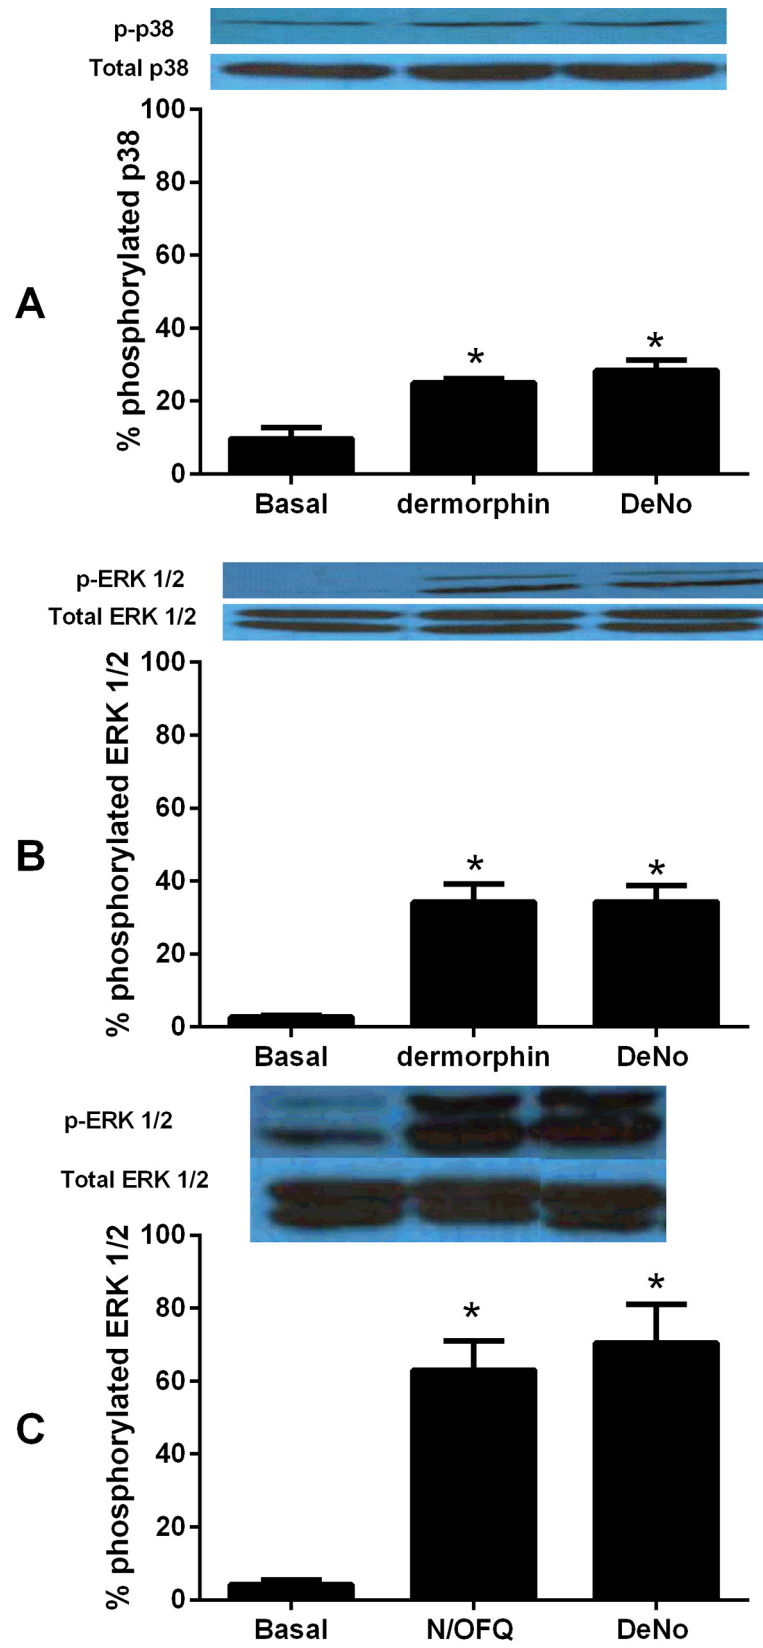 p-p38
Total p38
100
80
60
40
20
0
% phosphorylated p38
A
*
*
Basal
dermorphin
DeNo
p-ERK 1/2
Total ERK 1/2
100
80
60
40
20
0
% phosphorylated ERK 1/2
B
*
*
Basal
dermorphin
DeNo
p-ERK 1/2
Total ERK 1/2
100
80
60
40
20
0
% phosphorylated ERK 1/2
C
*
*
Basal
N/OFQ
DeNo